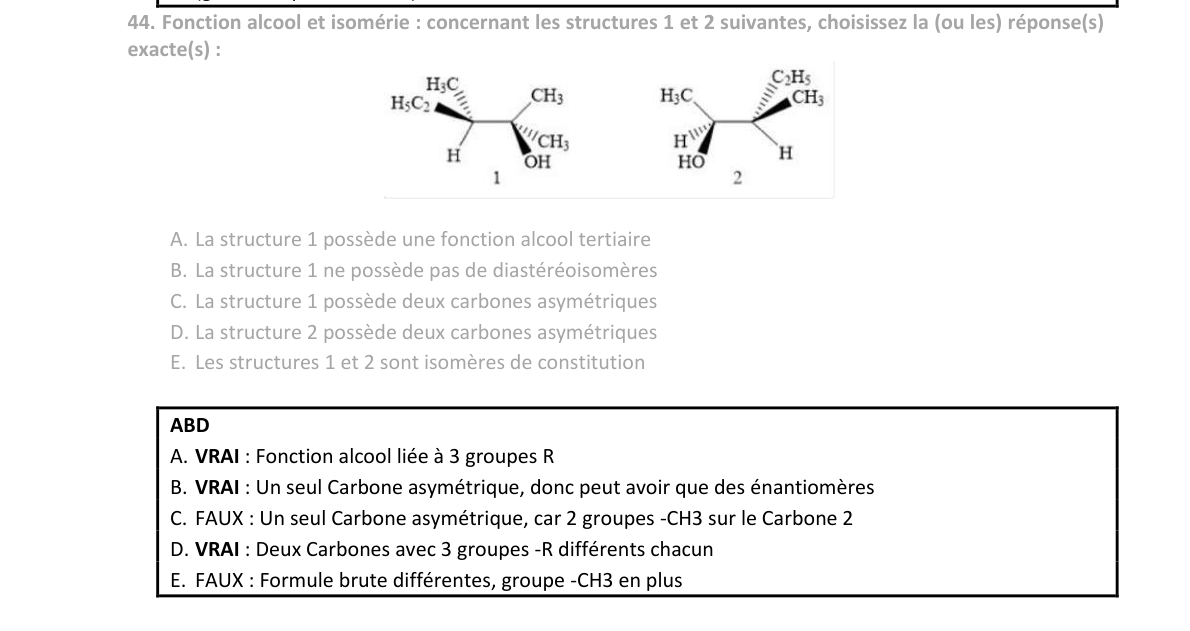 44. Fonction alcool et isomérie : concernant les structures 1 et 2 suivantes, choisissez la (ou les) réponse(s)
exacte(s) :
H3C
H5C2
CH3
CH3
OH
H
1
H3C
C2H5
CH3
H
HO
H
2
A. La structure 1 possède une fonction alcool tertiaire
B. La structure 1 ne possède pas de diastéréoisomères
C. La structure 1 possède deux carbones asymétriques
D. La structure 2 possède deux carbones asymétriques
E. Les structures 1 et 2 sont isomères de constitution
ABD
A. VRAI : Fonction alcool liée à 3 groupes R
B. VRAI : Un seul Carbone asymétrique, donc peut avoir que des énantiomères
C. FAUX : Un seul Carbone asymétrique, car 2 groupes -CH3 sur le Carbone 2
D. VRAI : Deux Carbones avec 3 groupes -R différents chacun
E. FAUX : Formule brute différentes, groupe -CH3 en plus